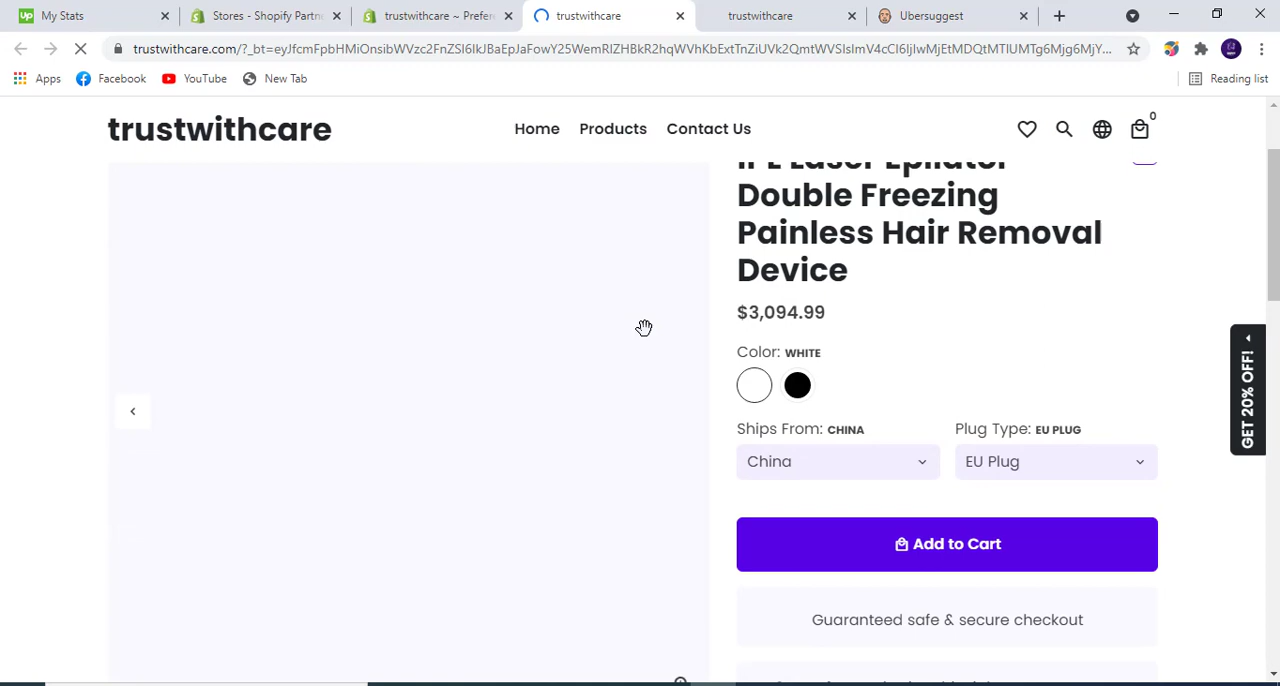 My Stats
Stores - Shopify Partn
trustwithcare ~ Prefer
trustwithcare
trustwithcare
Ubersuggest
trustwithcare.com/?_bt=eyJfcmFpbHMiOnsibWVzc2FnZSI6IkJBaEpJaFowY25WemRIZHBkR2hqWVhKbExtTnZiUVk2QmtWVSIsImV4cCI6IjIwMjEtMDQtMTlUMTg6Mjg6MjY...
Apps
Facebook
YouTube
New Tab
Reading list
trustwithcare
Home
Products
Contact Us
0
IPL Laser Epilator
Double Freezing
Painless Hair Removal
Device
$3,094.99
Color: WHITE
Ships From: CHINA
Plug Type: EU PLUG
China
EU Plug
Add to Cart
Guaranteed safe & secure checkout
GET 20% OFF!